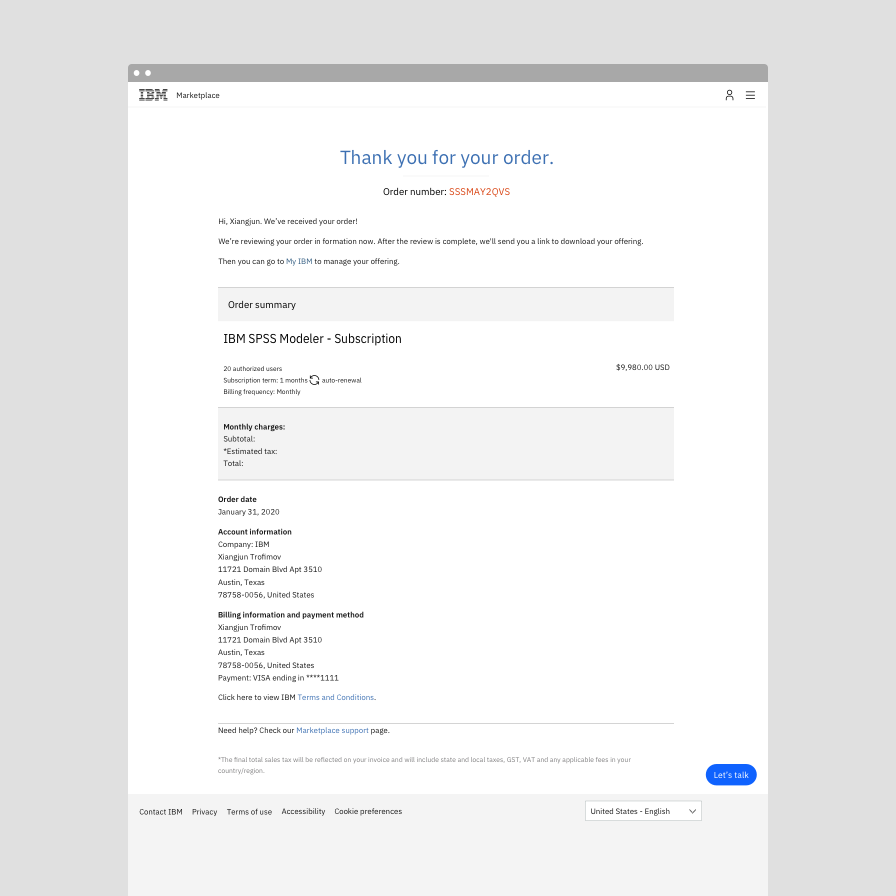 IBM Marketplace
Thank you for your order.
Order number: SSSMAY2QVS
Hi, Xiangjun. We've received your order!
We're reviewing your order in formation now. After the review is complete, we'll send you a link to download your offering.
Then you can go to My IBM to manage your offering.
Order summary
IBM SPSS Modeler - Subscription
20 authorized users
$9,980.00 USD
Subscription term: 1 months auto-renewal
Billing frequency: Monthly
Monthly charges:
Subtotal:
*Estimated tax:
Total:
Order date
January 31, 2020
Account information
Company: IBM
Xiangjun Trofimov
11721 Domain Blvd Apt 3510
Austin, Texas
78758-0056, United States
Billing information and payment method
Xiangjun Trofimov
11721 Domain Blvd Apt 3510
Austin, Texas
78758-0056, United States
Payment: VISA ending in ****1111
Click here to view IBM Terms and Conditions.
Need help? Check our Marketplace support page.
*The final total sales tax will be reflected on your invoice and will include state and local taxes, GST, VAT and any applicable fees in your
country/region.
Let's talk
Contact IBM Privacy Terms of use Accessibility Cookie preferences United States - English